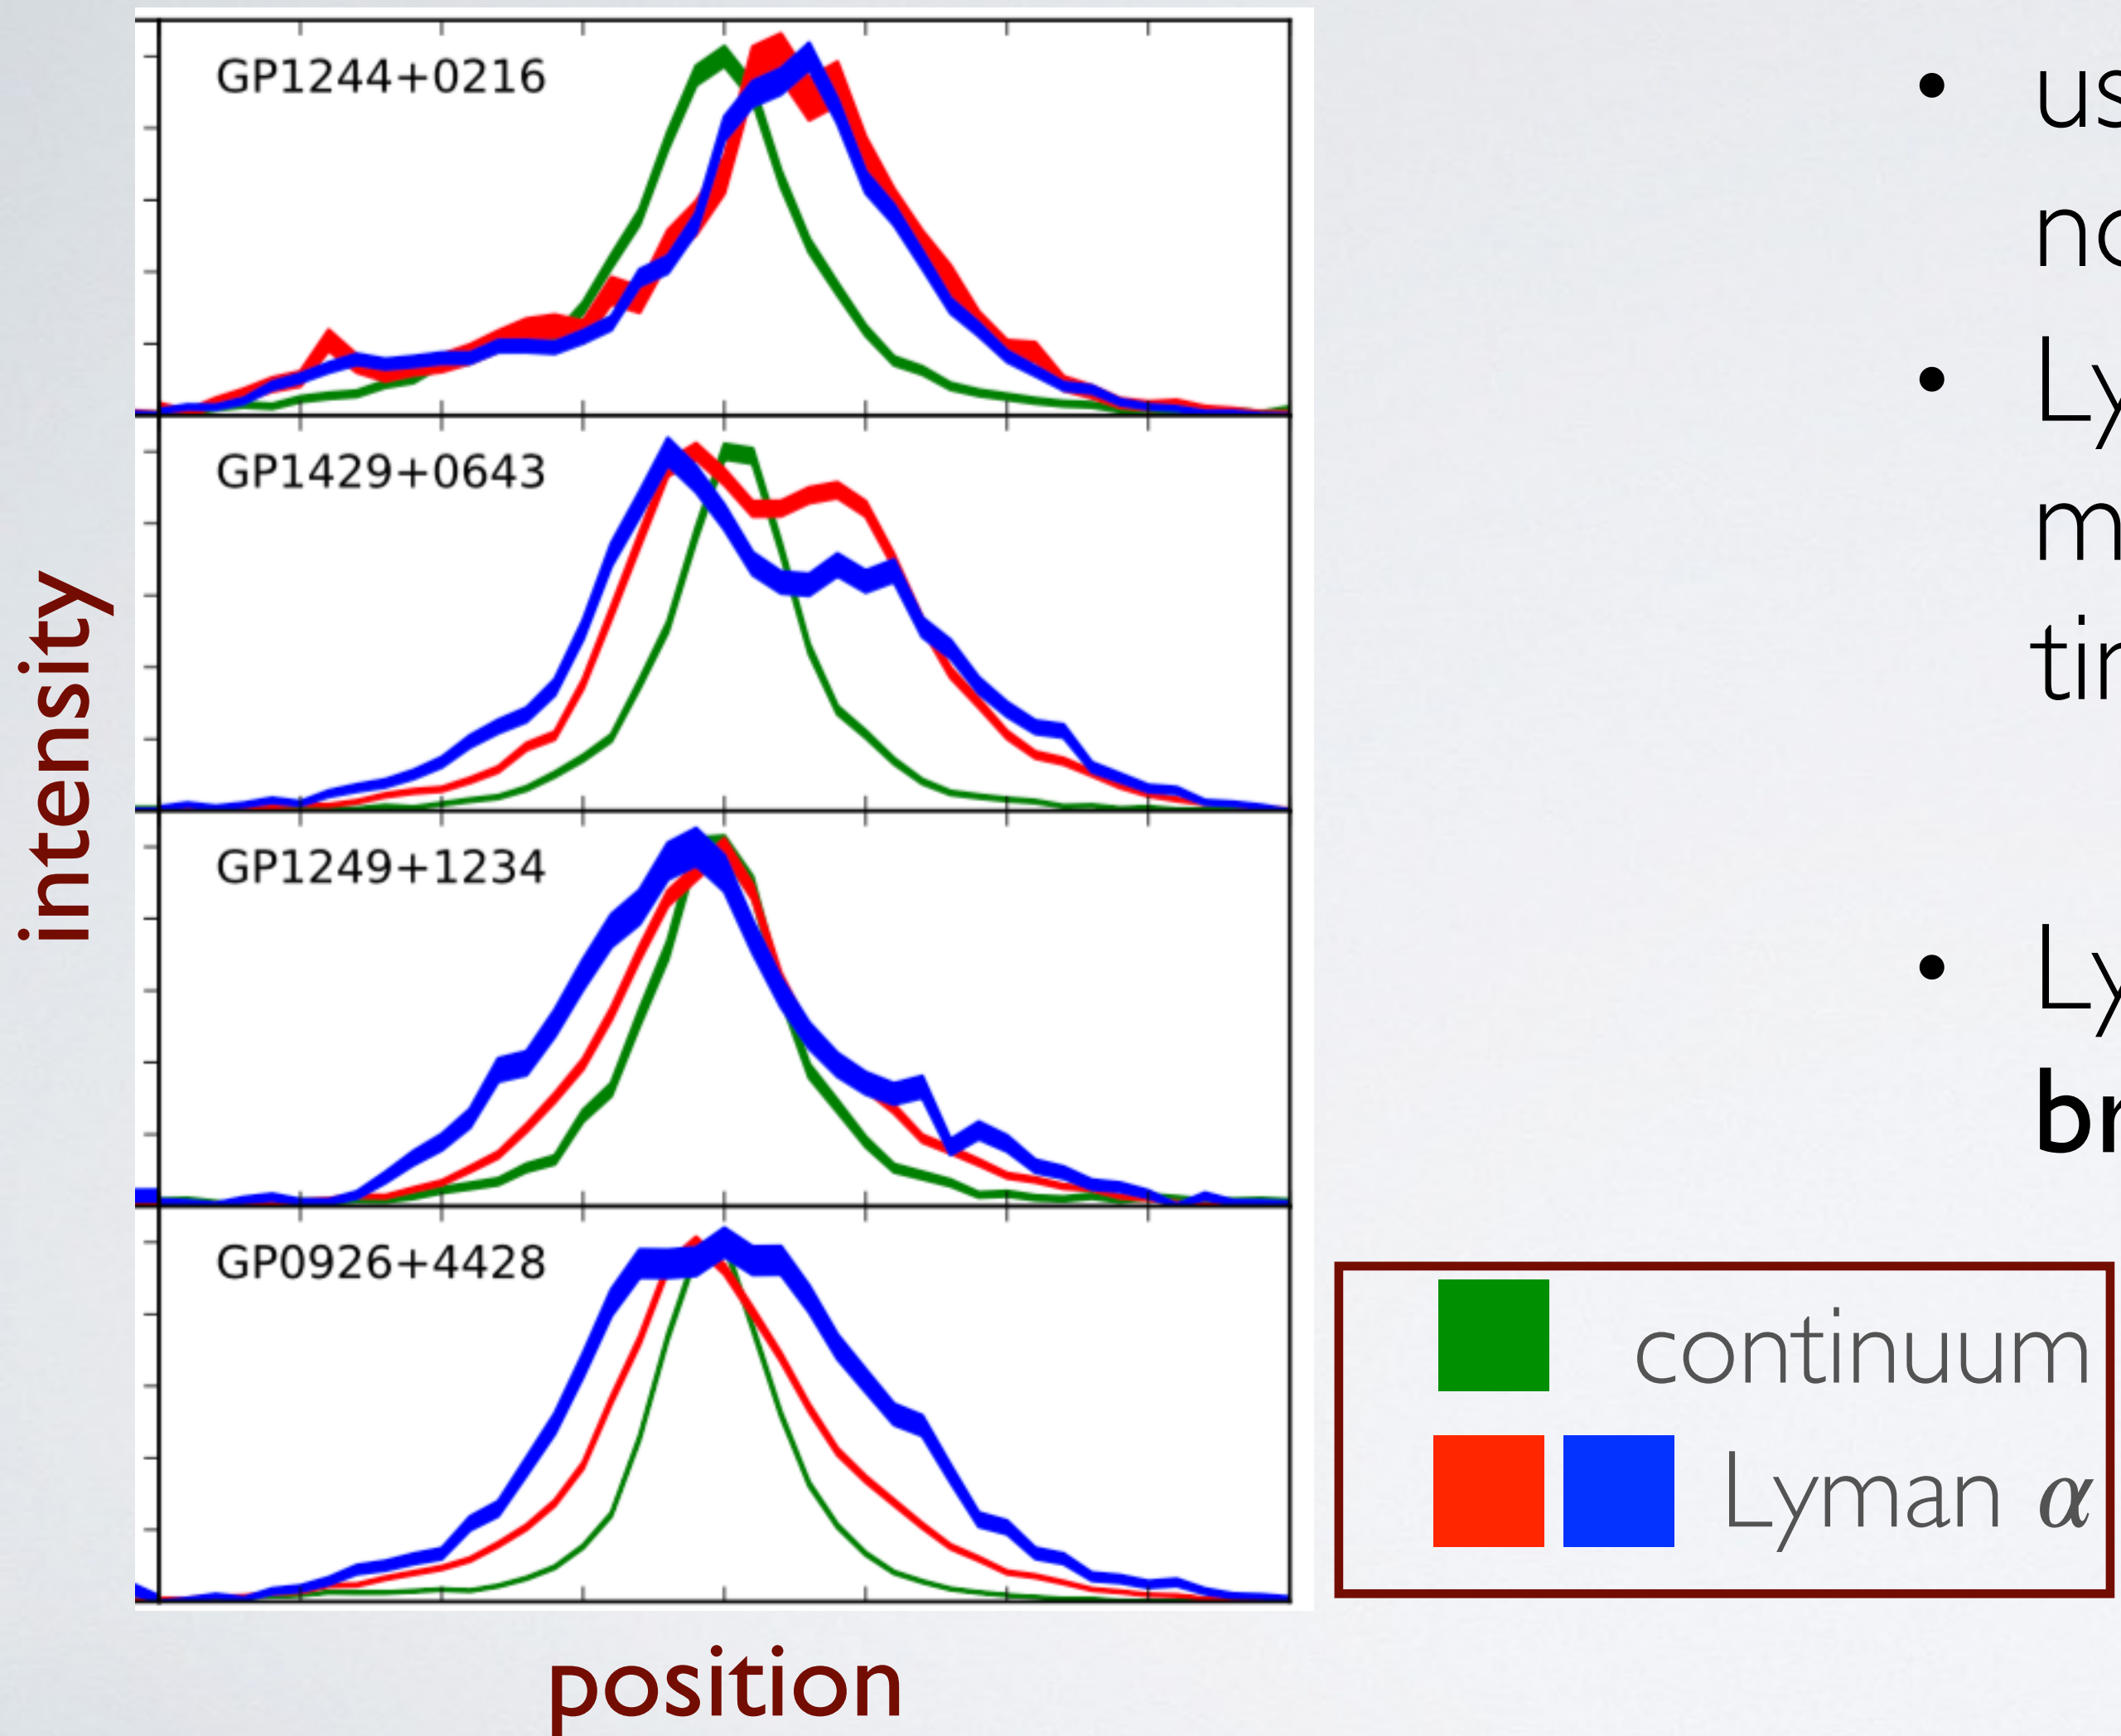 GP1244+0216
GP1429+0643
GP1249+1234
GP0926+4428
intensity
position
continuum
Lyman α